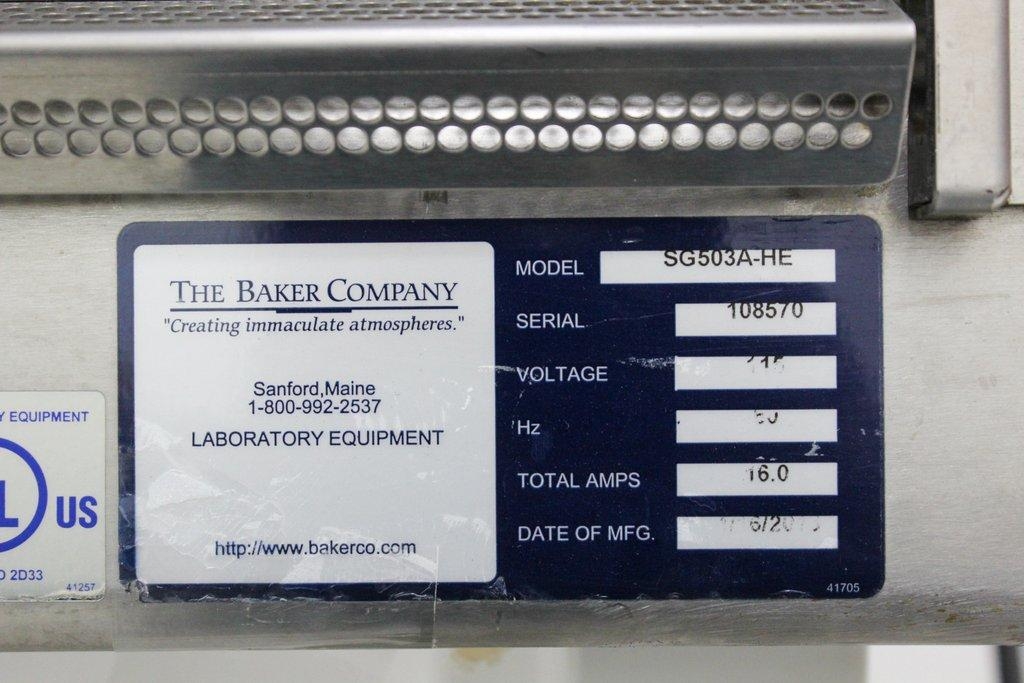 THE BAKER COMPANY
"Creating immaculate atmospheres."
Sanford,Maine
1-800-992-2537
LABORATORY EQUIPMENT
http://www.bakerco.com
MODEL SG503A-HE
SERIAL 108570
VOLTAGE 115
Hz
TOTAL AMPS 16.0
DATE OF MFG.
41705
EQUIPMENT
US
2D33
41257